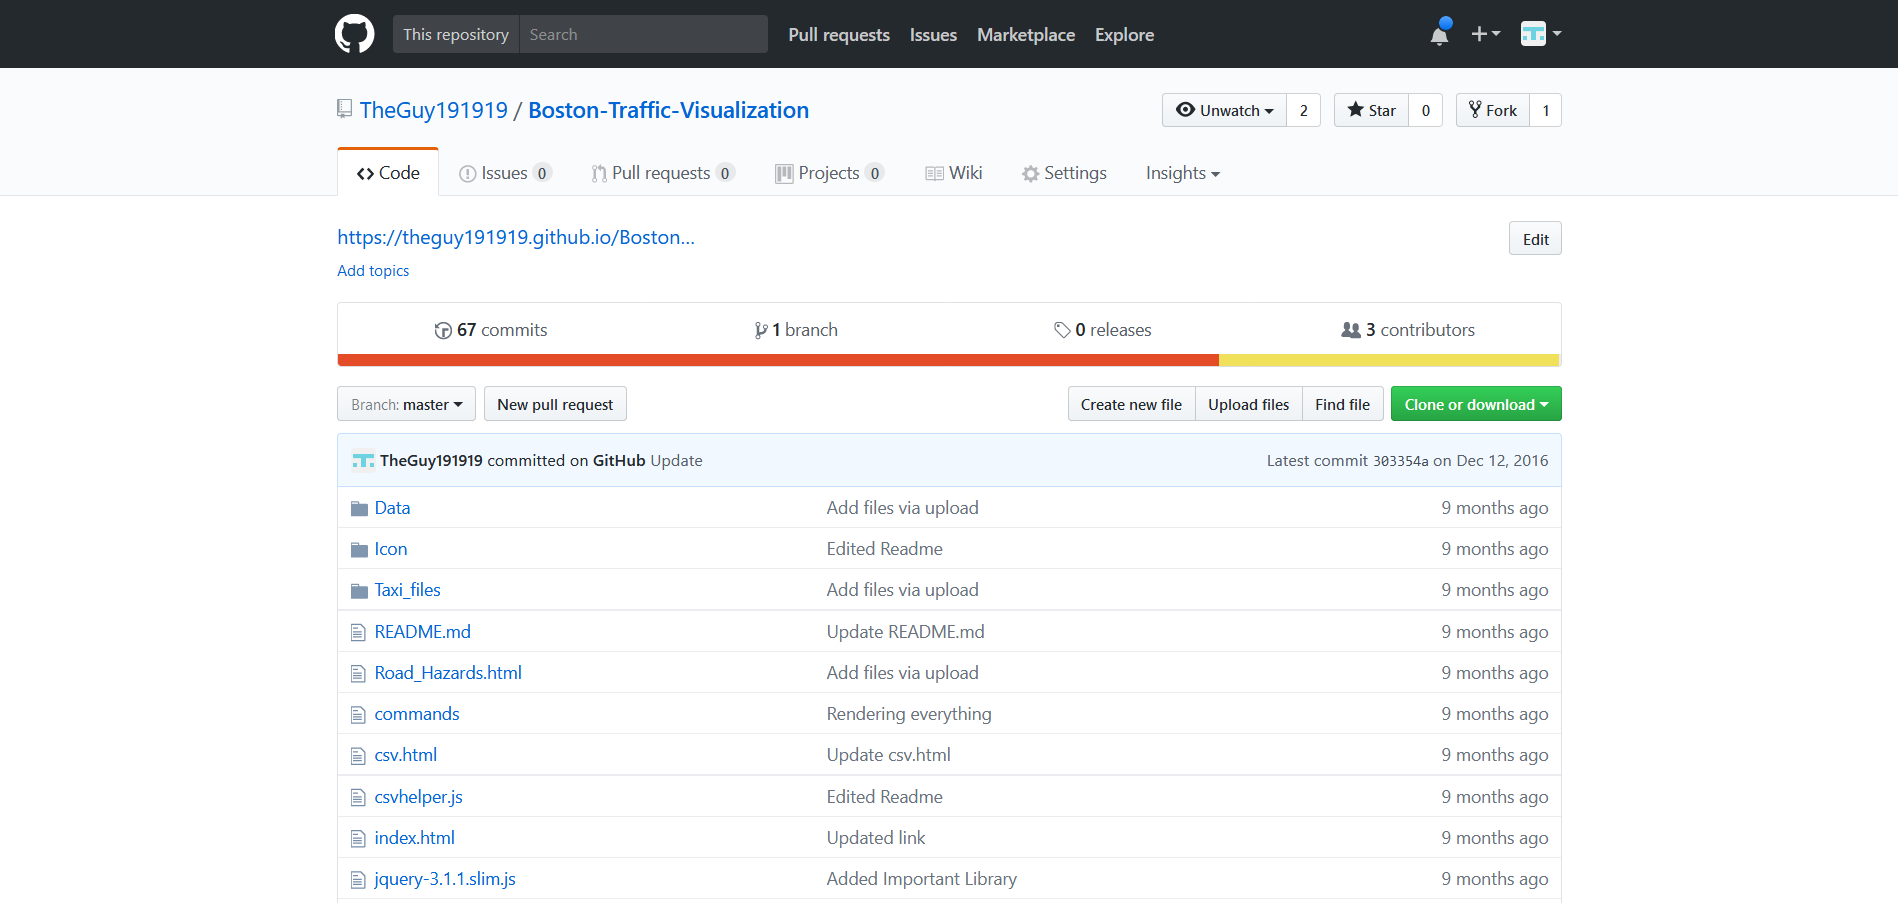 This repository Search Pull requests Issues Marketplace Explore
TheGuy191919 / Boston-Traffic-Visualization Unwatch 2 Star 0 Fork 1
Code Issues 0 Pull requests 0 Projects 0 Wiki Settings Insights
https://theguy191919.github.io/Boston... Edit
Add topics
67 commits 1 branch 0 releases 3 contributors
Branch: master New pull request Create new file Upload files Find file Clone or download
TheGuy191919 committed on GitHub Update Latest commit 303354a on Dec 12, 2016
Data Add files via upload 9 months ago
Icon Edited Readme 9 months ago
Taxi_files Add files via upload 9 months ago
README.md Update README.md 9 months ago
Road_Hazards.html Add files via upload 9 months ago
commands Rendering everything 9 months ago
csv.html Update csv.html 9 months ago
csvhelper.js Edited Readme 9 months ago
index.html Updated link 9 months ago
jquery-3.1.1.slim.js Added Important Library 9 months ago